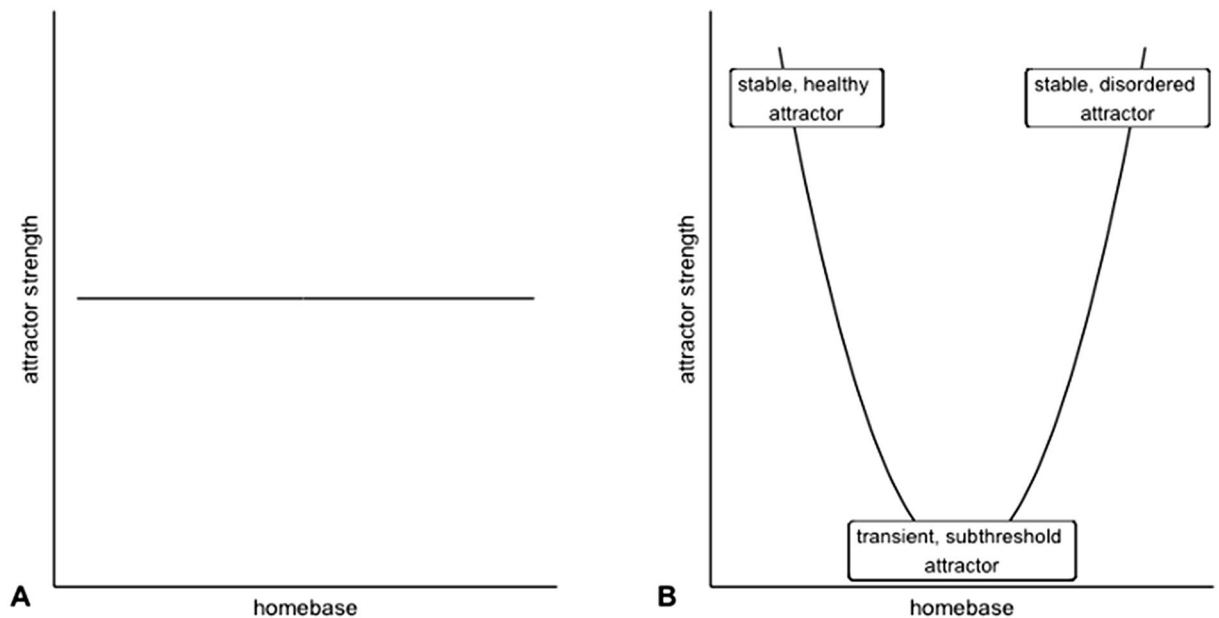 attractor strength
homebase
A
stable, healthy
attractor
stable, disordered
attractor
transient, subthreshold
attractor
attractor strength
homebase
B